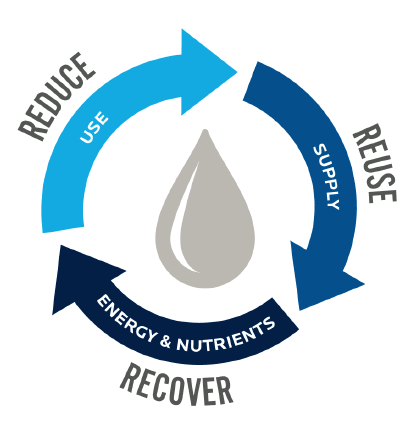 REDUCE
USE
REUSE
SUPPLY
ENERGY & NUTRIENTS
RECOVER